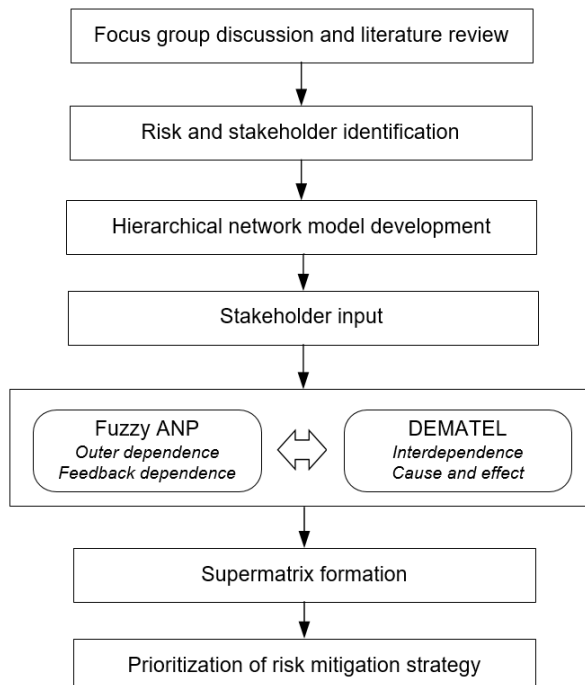 Focus group discussion and literature review
Risk and stakeholder identification
Hierarchical network model development
Stakeholder input
Fuzzy ANP
Outer dependence
Feedback dependence
DEMATEL
Interdependence
Cause and effect
Supermatrix formation
Prioritization of risk mitigation strategy